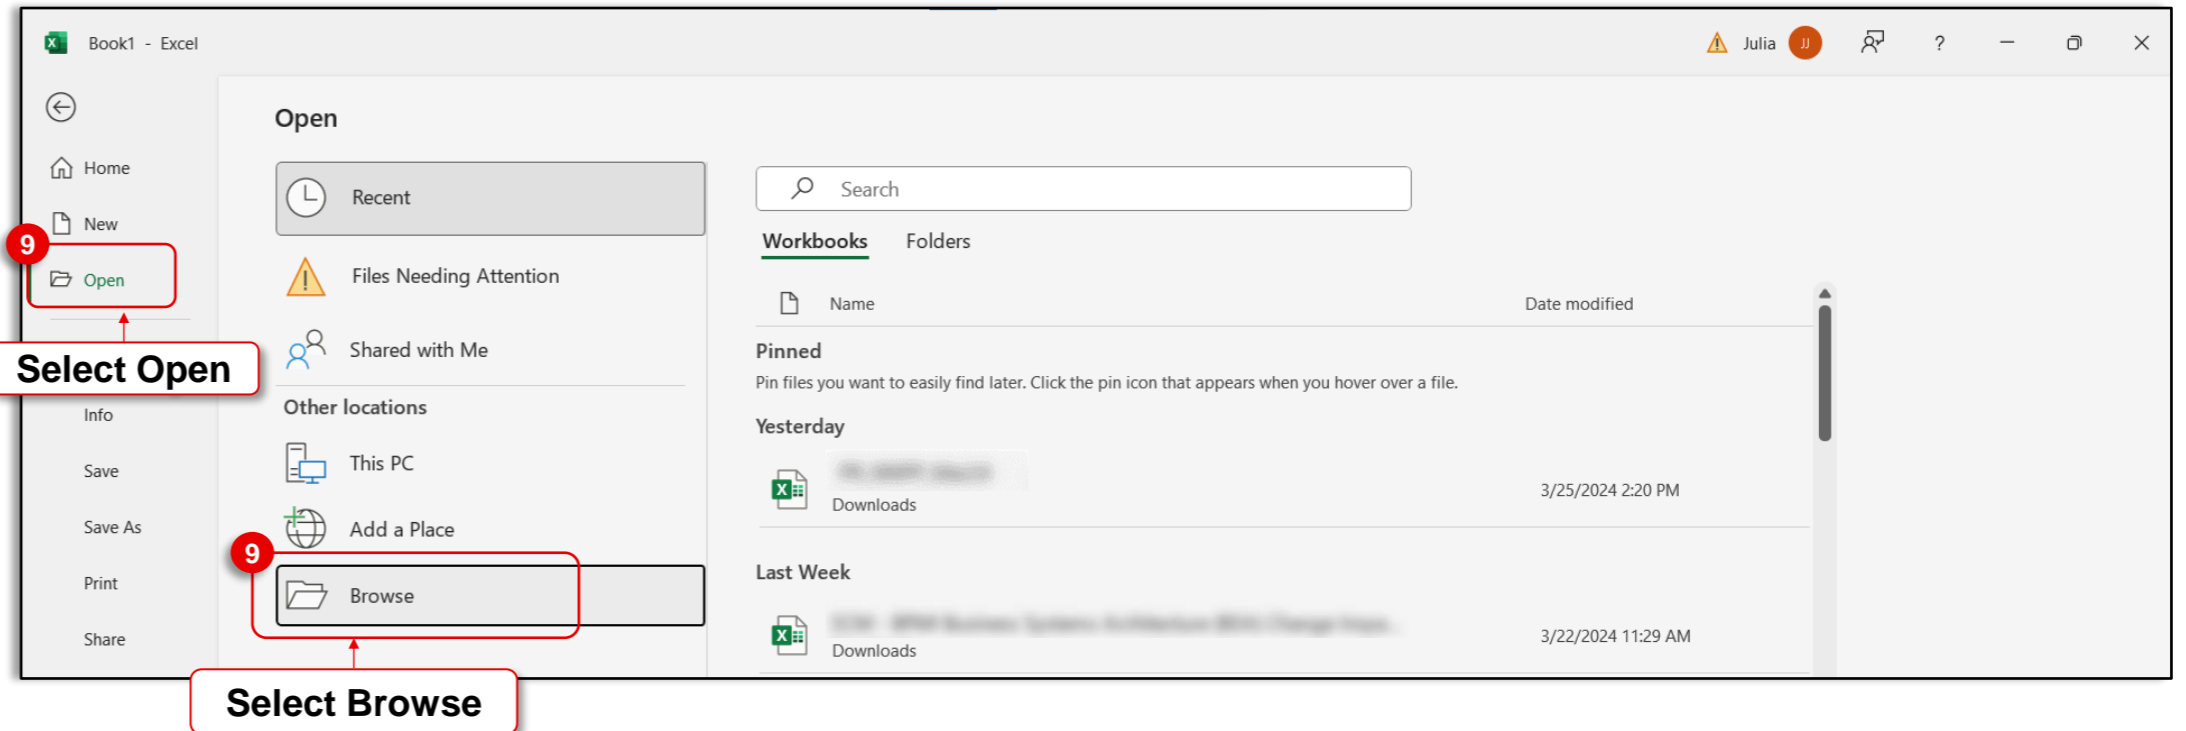 Book1 - Excel
Julia JJ ?
Home
New
9
Open
Select Open
Info
Save
Save As
Print
Share
Open
Recent
Files Needing Attention
Shared with Me
Other locations
This PC
Add a Place
9
Browse
Select Browse
Search
Workbooks Folders
Name Date modified
Pinned
Pin files you want to easily find later. Click the pin icon that appears when you hover over a file.
Yesterday
Downloads 3/25/2024 2:20 PM
Last Week
Downloads 3/22/2024 11:29 AM